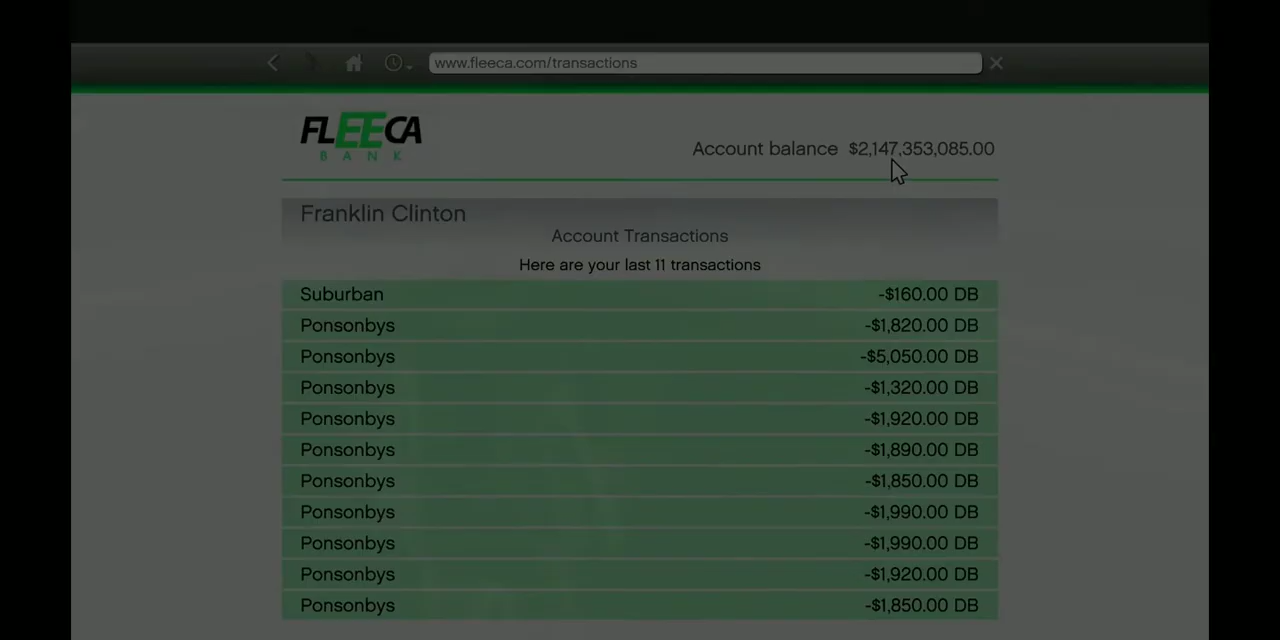 www.fleeca.com/transactions
FLEECA
BANK
Account balance $2,147,353,085.00
Franklin Clinton
Account Transactions
Here are your last 11 transactions
Suburban -$160.00 DB
Ponsonbys -$1,820.00 DB
Ponsonbys -$5,050.00 DB
Ponsonbys -$1,320.00 DB
Ponsonbys -$1,920.00 DB
Ponsonbys -$1,890.00 DB
Ponsonbys -$1,850.00 DB
Ponsonbys -$1,990.00 DB
Ponsonbys -$1,990.00 DB
Ponsonbys -$1,920.00 DB
Ponsonbys -$1,850.00 DB